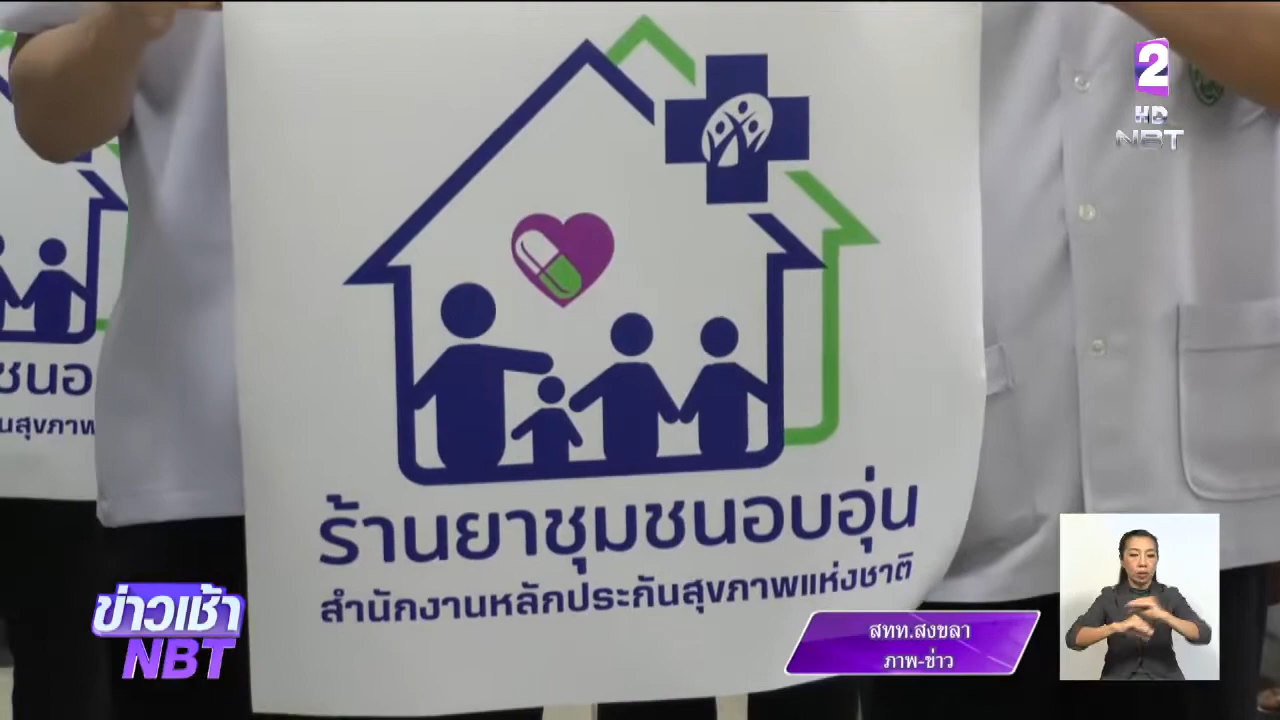 2
HD
NBT
ชนอ
นสุขภาพ
ร้านยาชุมชนอบอุ่น
สำนักงานหลักประกันสุขภาพแห่งชาติ
ข่าวเช้า
NBT
สทท.สงขลา
ภาพ-ข่าว